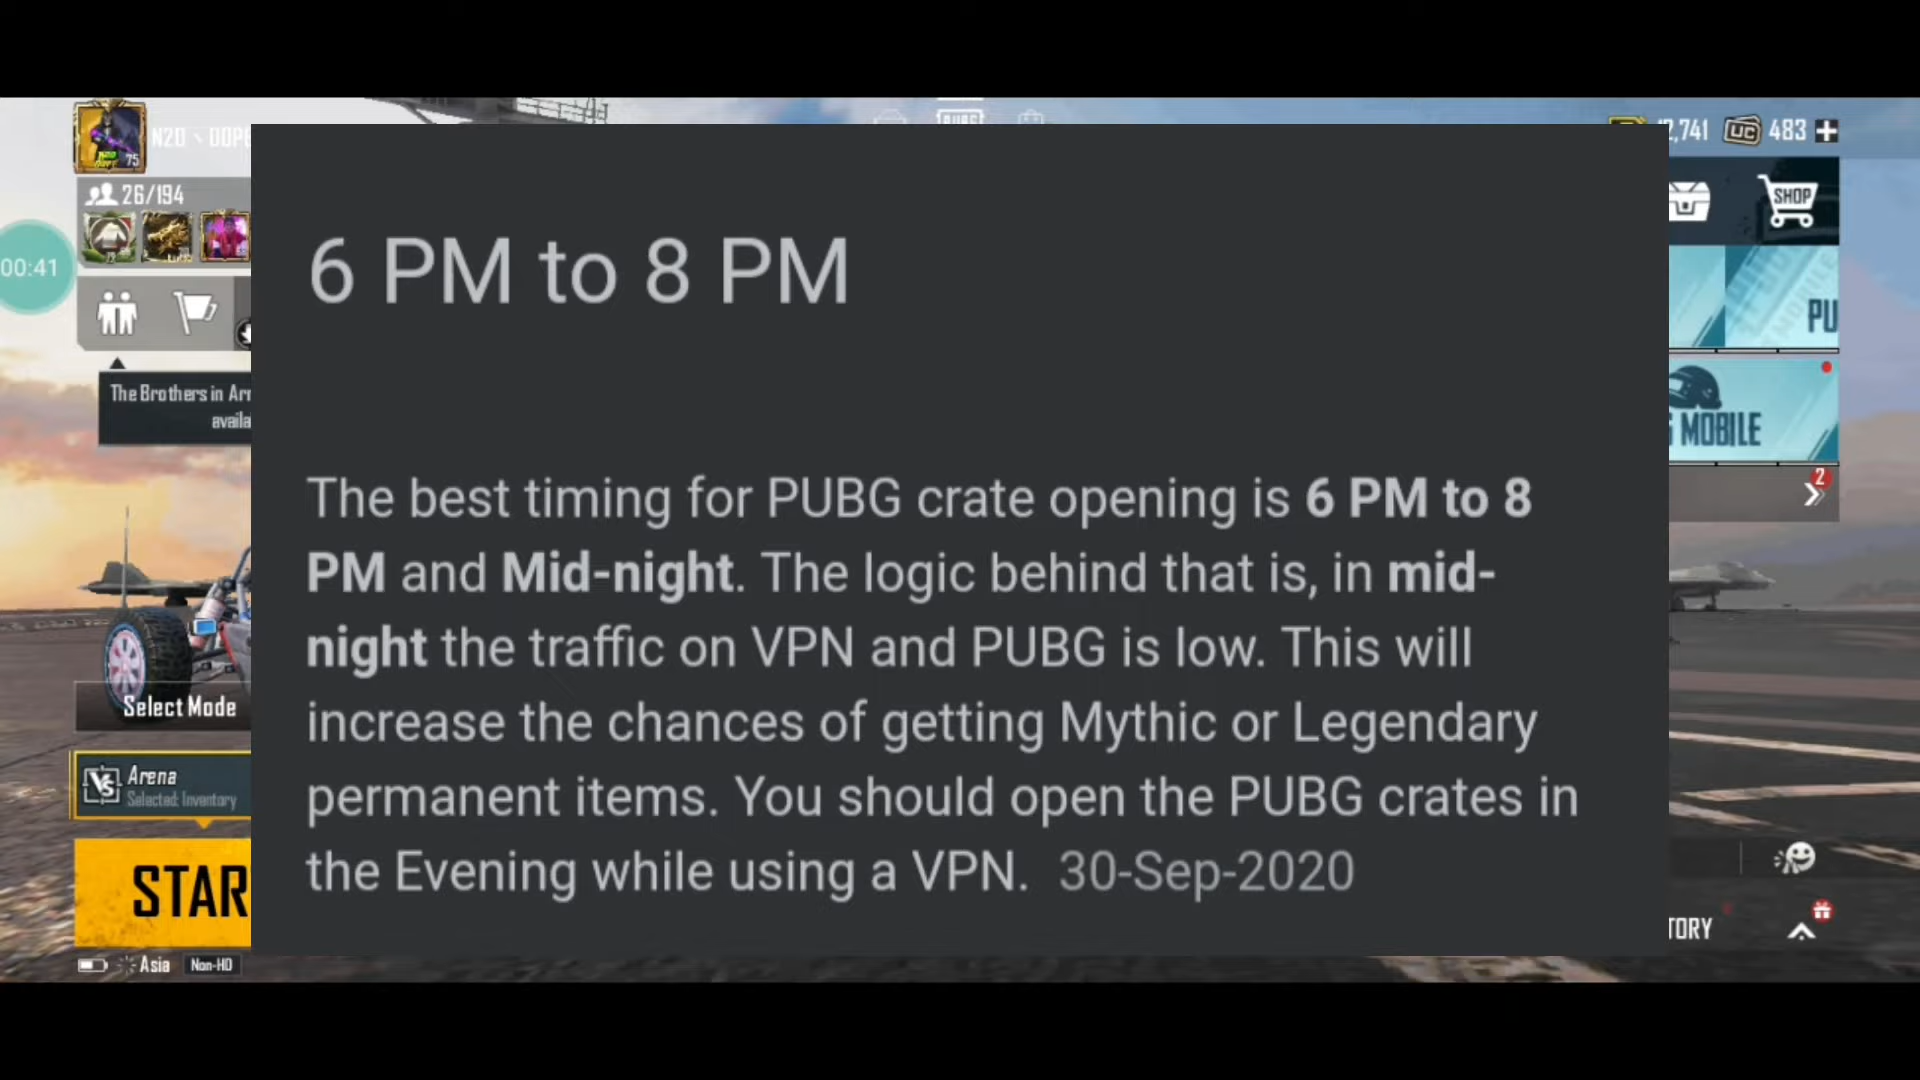 N2O
75
26/194
00:41
483
SHOP
UC
PU
The Brothers in
MOBILE
2
6 PM to 8 PM
The best timing for PUBG crate opening is 6 PM to 8
PM and Mid-night. The logic behind that is, in mid-
night the traffic on VPN and PUBG is low. This will
increase the chances of getting Mythic or Legendary
permanent items. You should open the PUBG crates in
the Evening while using a VPN. 30-Sep-2020
Select Mode
VS Arena
Selected: Inventory
STAR
TORY
Asia Non-HD